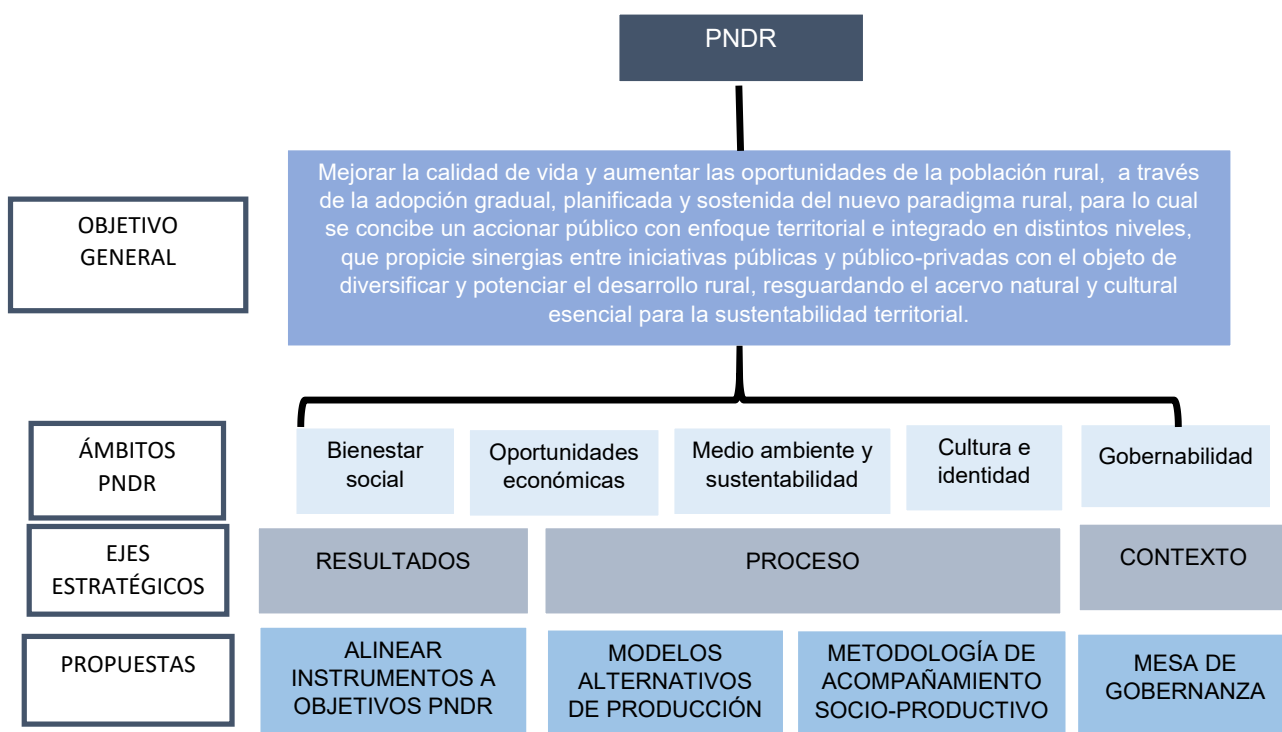 PNDR
OBJETIVO
GENERAL
Mejorar la calidad de vida y aumentar las oportunidades de la población rural, a través
de la adopción gradual, planificada y sostenida del nuevo paradigma rural, para lo cual
se concibe un accionar público con enfoque territorial e integrado en distintos niveles,
que propicie sinergias entre iniciativas públicas y público-privadas con el objeto de
diversificar y potenciar el desarrollo rural, resguardando el acervo natural y cultural
esencial para la sustentabilidad territorial.
ÁMBITOS
PNDR
Bienestar
social
Oportunidades
económicas
Medio ambiente y
sustentabilidad
Cultura e
identidad
Gobernabilidad
EJES
ESTRATÉGICOS
RESULTADOS
PROCESO
CONTEXTO
PROPUESTAS
ALINEAR
INSTRUMENTOS A
OBJETIVOS PNDR
MODELOS
ALTERNATIVOS
DE PRODUCCIÓN
METODOLOGÍA DE
ACOMPAÑAMIENTO
SOCIO-PRODUCTIVO
MESA DE
GOBERNANZA